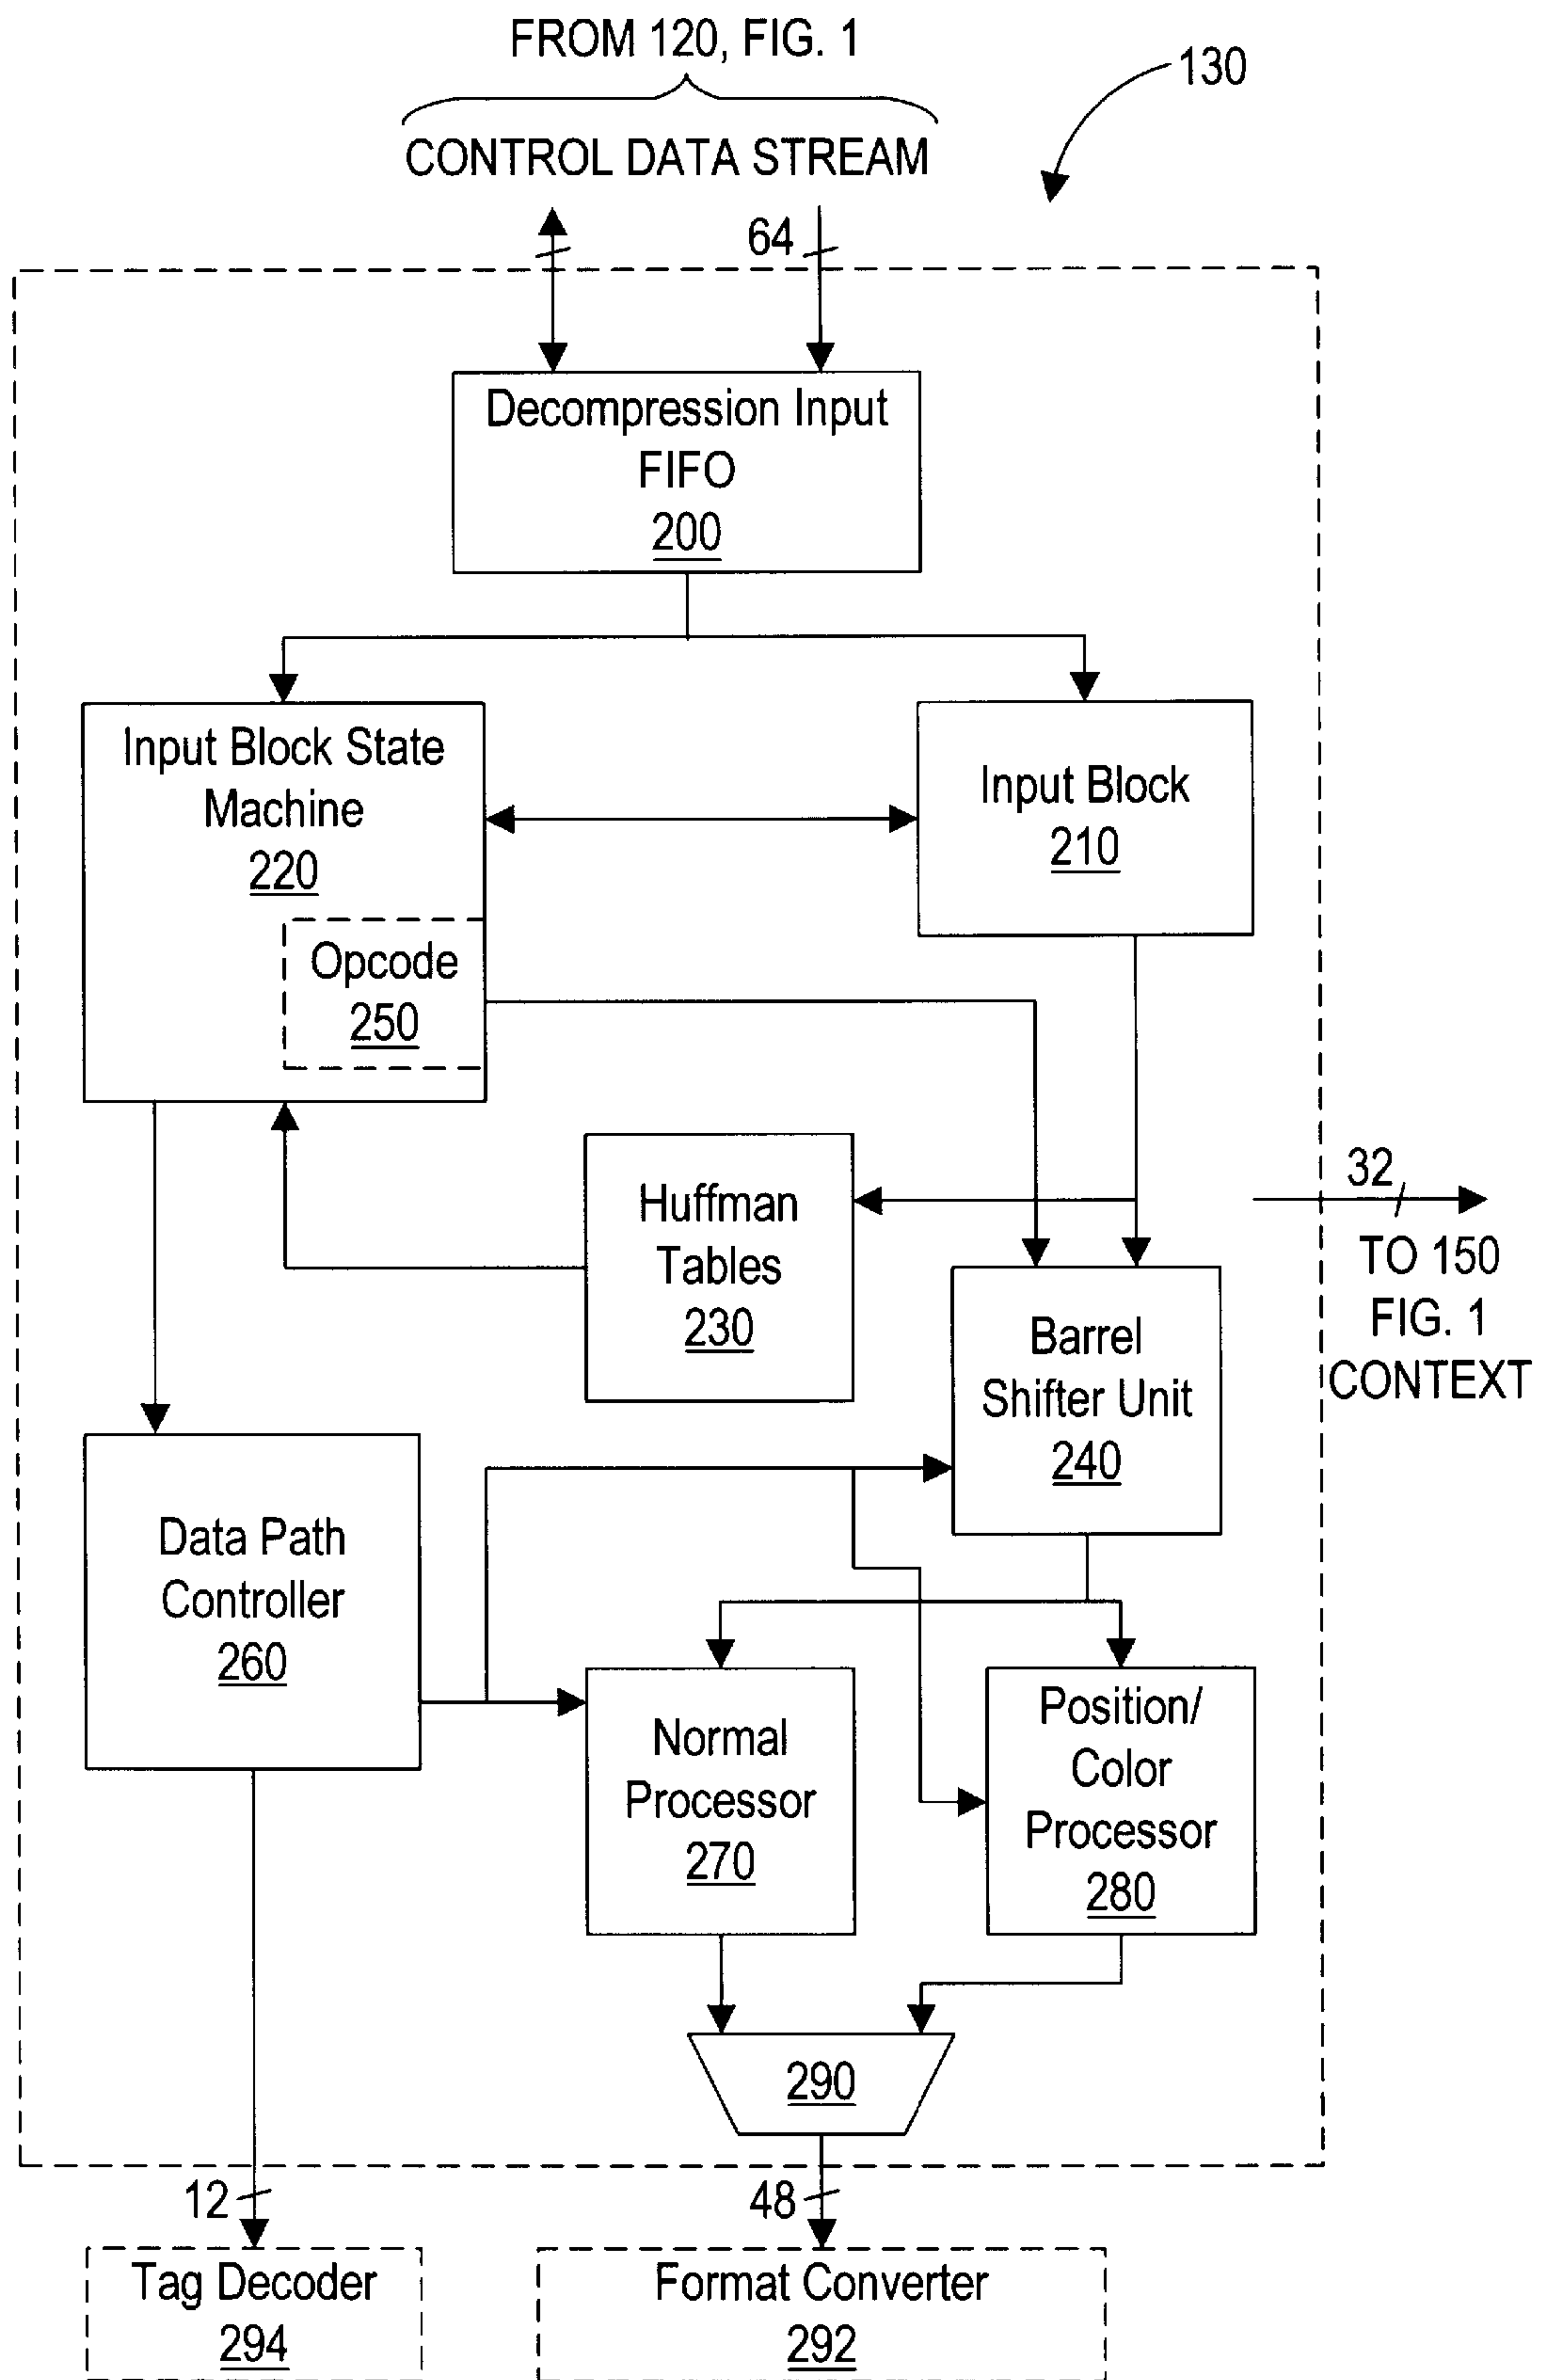 FROM 120, FIG. 1
130
CONTROL DATA STREAM
64
Decompression Input
FIFO
200
Input Block State
Machine
220
Input Block
210
Opcode
250
Huffman
Tables
230
32
TO 150
FIG. 1
CONTEXT
Barrel
Shifter Unit
240
Data Path
Controller
260
Normal
Processor
270
Position/
Color
Processor
280
290
12
48
Tag Decoder
294
Format Converter
292